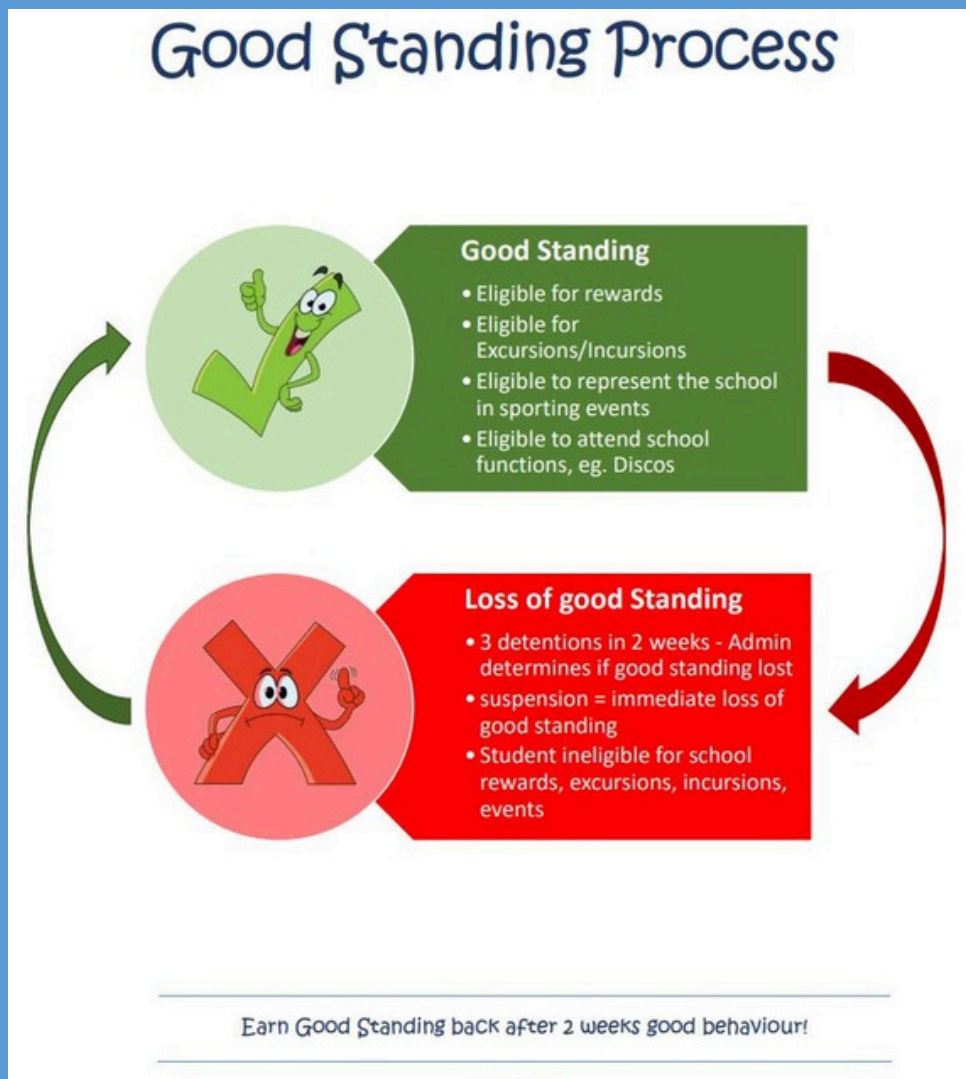 Good Standing Process
Good Standing
• Eligible for rewards
• Eligible for
Excursions/Incursions
• Eligible to represent the school
in sporting events
• Eligible to attend school
functions, eg. Discos
Loss of good Standing
• 3 detentions in 2 weeks - Admin
determines if good standing lost
• suspension = immediate loss of
good standing
• Student ineligible for school
rewards, excursions, incursions,
events
Earn Good Standing back after 2 weeks good behaviour!